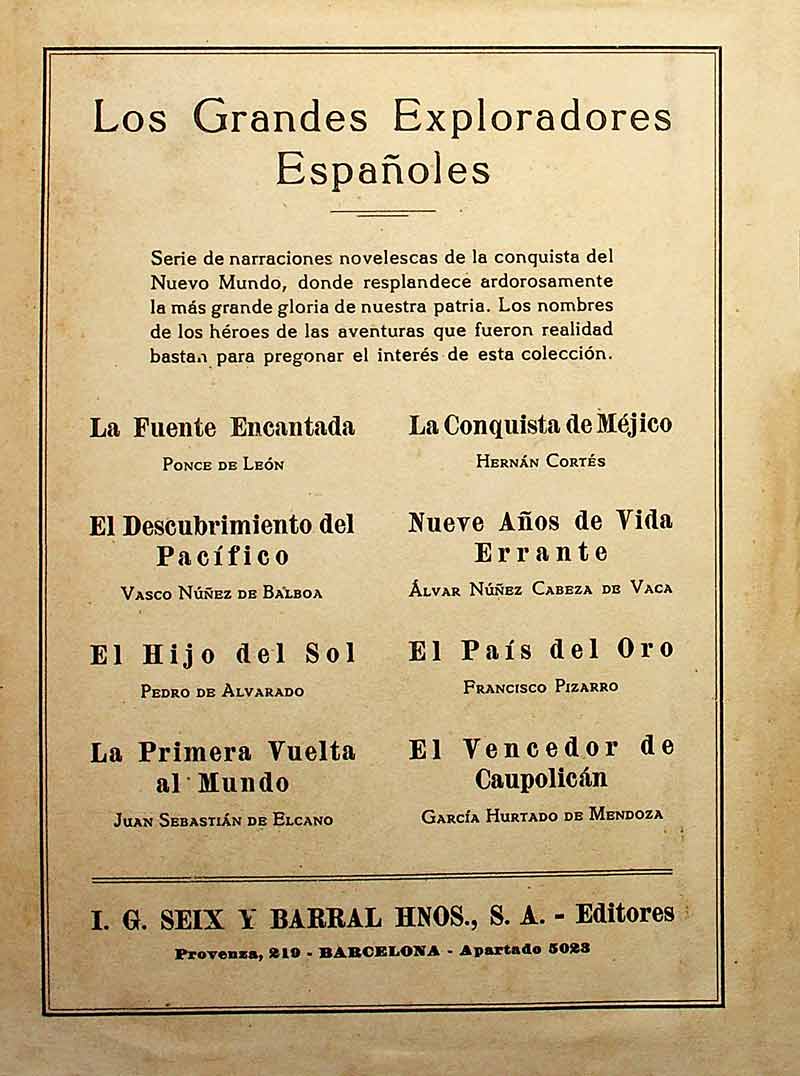 Los Grandes Exploradores
Españoles
Serie de narraciones novelescas de la conquista del
Nuevo Mundo, donde resplandece ardorosamente
la más grande gloria de nuestra patria. Los nombres
de los héroes de las aventuras que fueron realidad
bastan para pregonar el interés de esta colección.
La Fuente Encantada
Ponce de León
El Descubrimiento del
Pacífico
Vasco Núñez de Balboa
El Hijo del Sol
Pedro de Alvarado
La Primera Vuelta
al Mundo
Juan Sebastián de Elcano
La Conquista de Méjico
Hernán Cortés
Nueve Años de Vida
Errante
Álvar Núñez Cabeza de Vaca
El País del Oro
Francisco Pizarro
El Vencedor de
Caupolicán
García Hurtado de Mendoza
I. G. SEIX Y BARRAL HNOS., S. A. - Editores
Provenza, 219 - BARCELONA - Apartado 5023